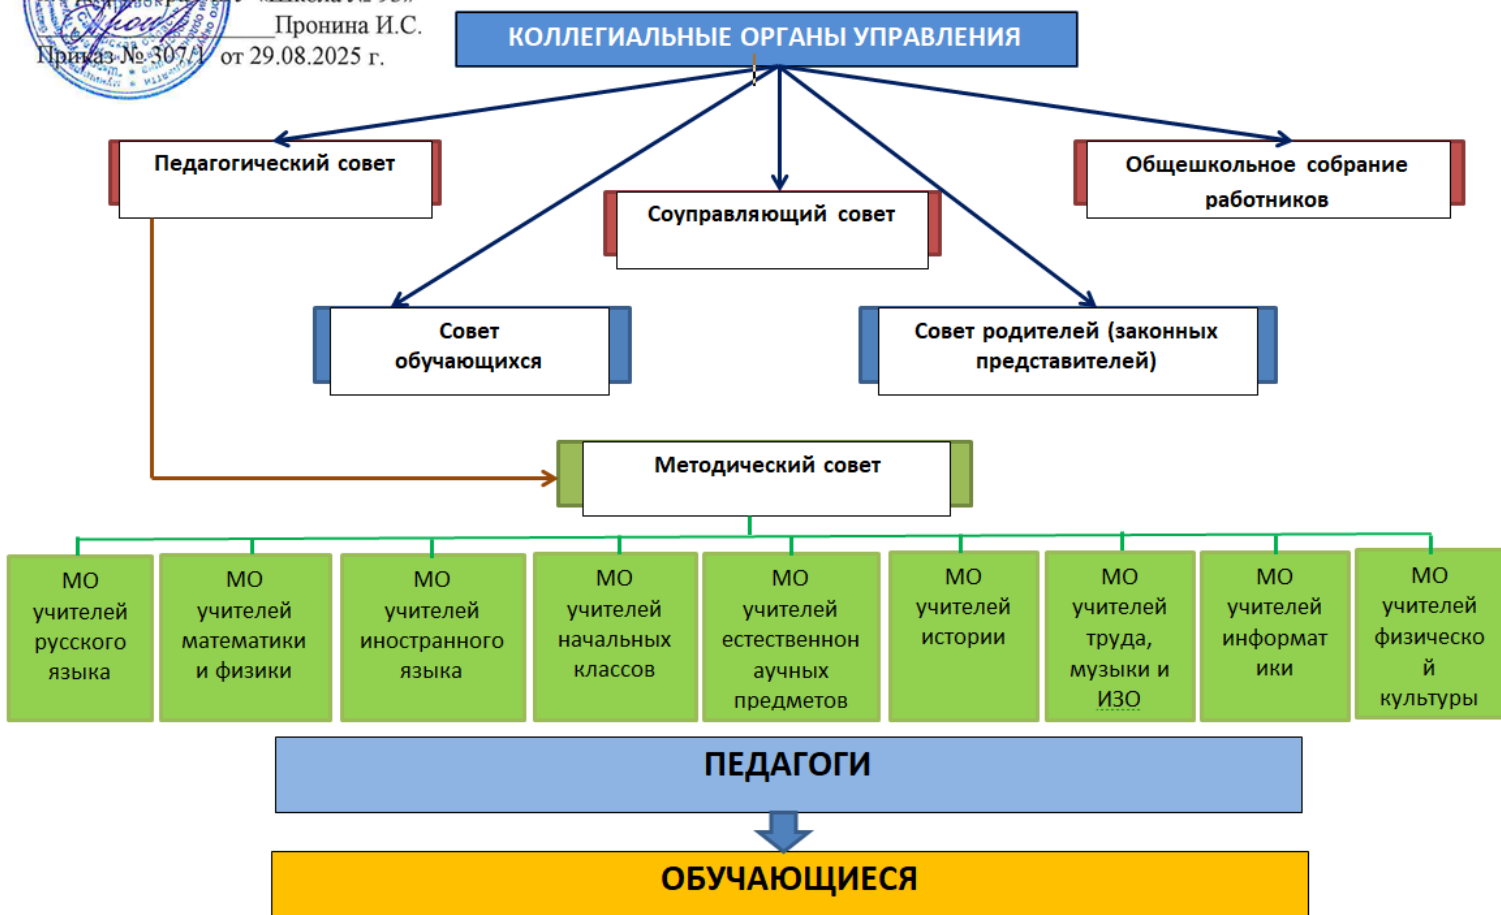 «Школа № 93»
Пронина И.С.
Приказ № 307/1 от 29.08.2025 г.
КОЛЛЕГИАЛЬНЫЕ ОРГАНЫ УПРАВЛЕНИЯ
Педагогический совет
Общешкольное собрание
работников
Соуправляющий совет
Совет
обучающихся
Совет родителей (законных
представителей)
Методический совет
МО
учителей
русского
языка
МО
учителей
математики
и физики
МО
учителей
иностранного
языка
МО
учителей
начальных
классов
МО
учителей
естественнон
аучных
предметов
МО
учителей
истории
МО
учителей
труда,
музыки и
ИЗО
МО
учителей
информат
ики
МО
учителей
физическо
й
культуры
ПЕДАГОГИ
ОБУЧАЮЩИЕСЯ